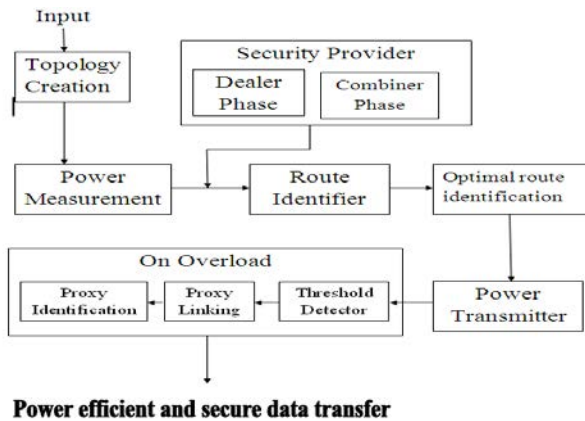 Input
Topology
Creation
Security Provider
Dealer
Phase
Combiner
Phase
Power
Measurement
Route
Identifier
Optimal route
identification
On Overload
Proxy
Identification
Proxy
Linking
Threshold
Detector
Power
Transmitter
Power efficient and secure data transfer